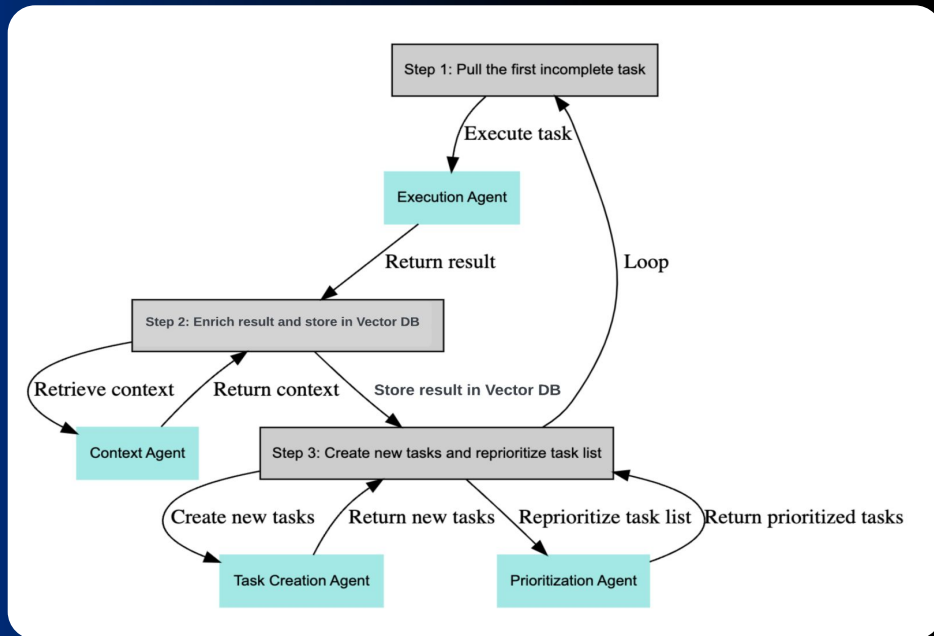 Step 1: Pull the first incomplete task
Execute task
Execution Agent
Return result
Loop
Step 2: Enrich result and store in Vector DB
Retrieve context
Return context
Store result in Vector DB
Context Agent
Step 3: Create new tasks and reprioritize task list
Create new tasks
Return new tasks
Reprioritize task list
Return prioritized tasks
Task Creation Agent
Prioritization Agent